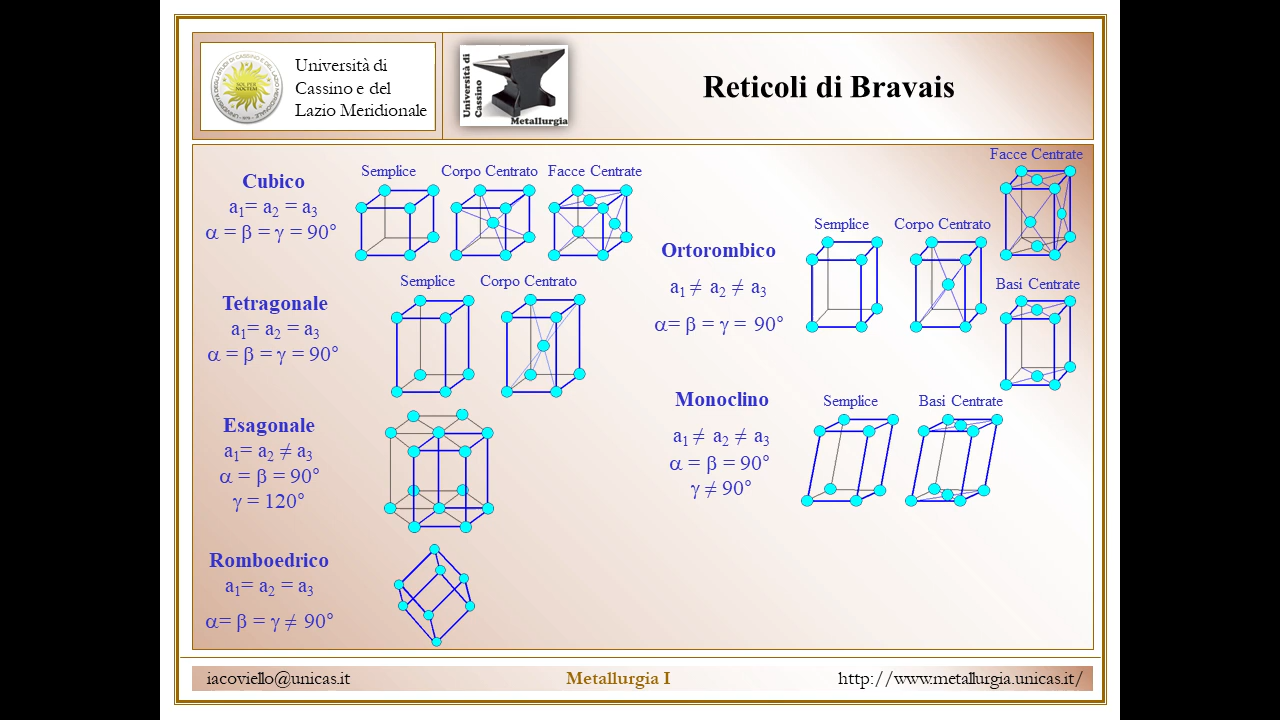 Università di
Cassino e del
Lazio Meridionale
Università di
Cassino
Metallurgia
Reticoli di Bravais
Cubico
a₁= a₂ = a₃
α = β = γ = 90°
Semplice Corpo Centrato Facce Centrate
Tetragonale
a₁= a₂ = a₃
α = β = γ = 90°
Semplice Corpo Centrato
Esagonale
a₁= a₂ ≠ a₃
α = β = 90°
γ = 120°
Romboedrico
a₁= a₂ = a₃
α= β = γ ≠ 90°
Ortorombico
a₁ ≠ a₂ ≠ a₃
α= β = γ = 90°
Semplice Corpo Centrato
Facce Centrate
Basi Centrate
Monoclino
a₁ ≠ a₂ ≠ a₃
α = β = 90°
γ ≠ 90°
Semplice Basi Centrate
iacoviello@unicas.it Metallurgia I http://www.metallurgia.unicas.it/